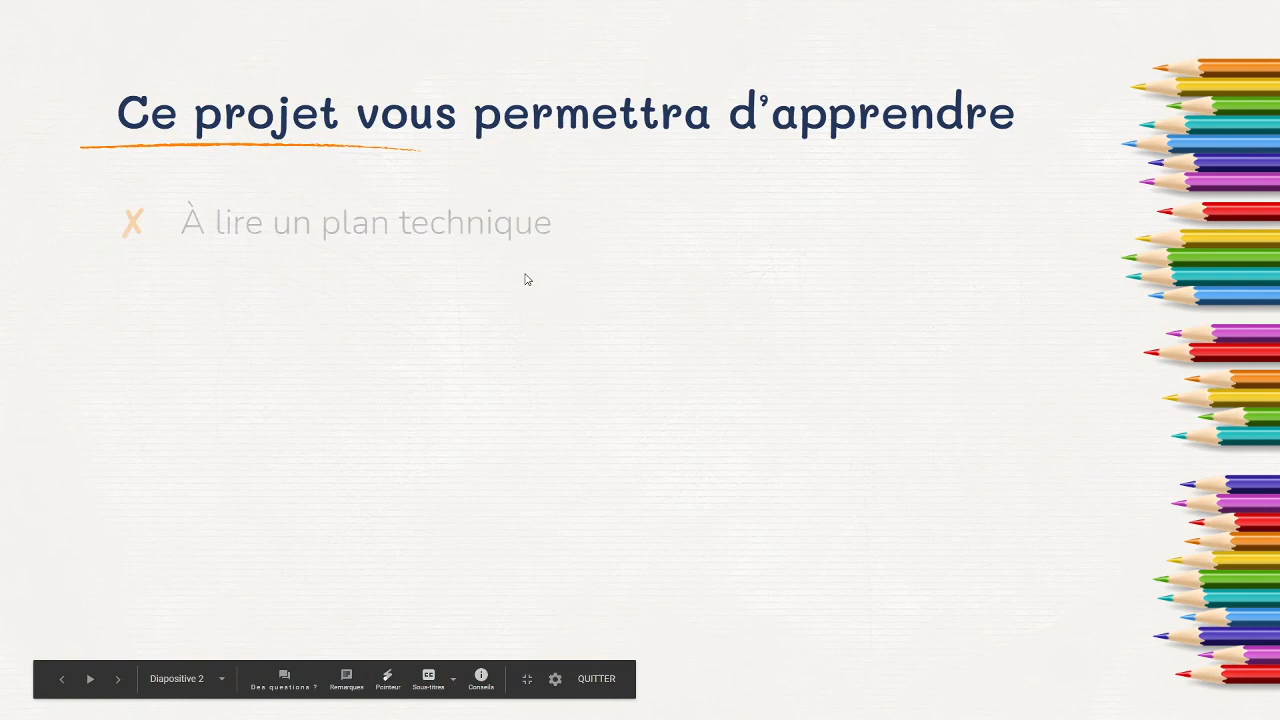 Ce projet vous permettra d’apprendre
✗ À lire un plan technique
Diapositive 2
Des questions ?
Remarques
Pointeur
CC
Sous-titres
Conseils
QUITTER